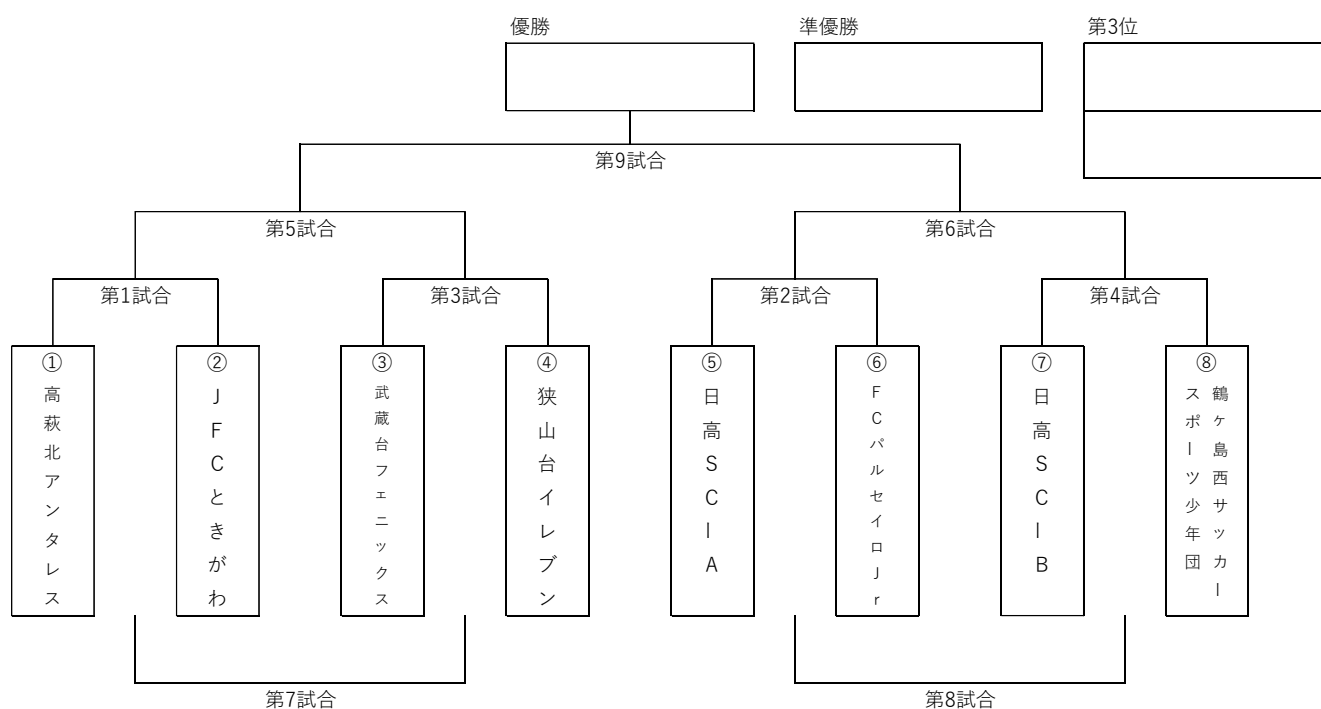 優勝
準優勝
第3位
第9試合
第5試合
第6試合
第1試合
第3試合
第2試合
第4試合
①
高萩北アンタレス
②
JFCときがわ
③
武蔵台フェニックス
④
狭山台イレブン
⑤
日高SCIA
⑥
FCパルセイロJr
⑦
日高SCIB
⑧
鶴ヶ島西サッカー
スポーツ少年団
第7試合
第8試合